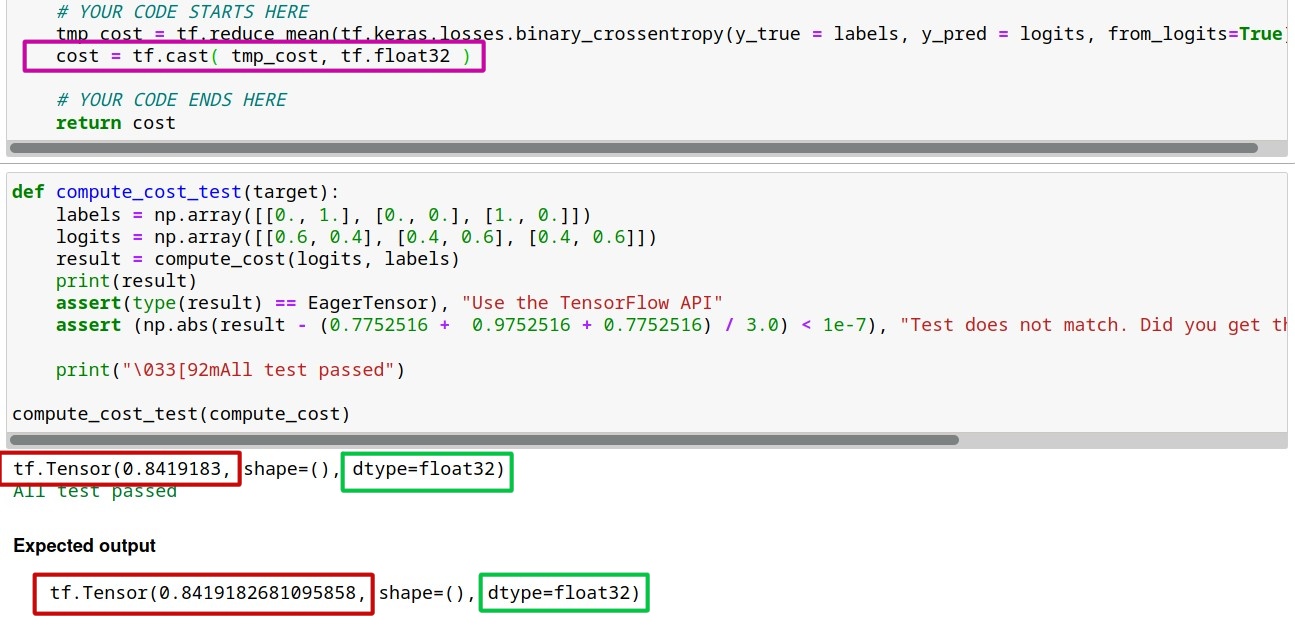 # YOUR CODE STARTS HERE
tmp_cost = tf.reduce_mean(tf.keras.losses.binary_crossentropy(y_true = labels, y_pred = logits, from_logits=True)
cost = tf.cast( tmp_cost, tf.float32 )
# YOUR CODE ENDS HERE
return cost
def compute_cost_test(target):
labels = np.array([[0., 1.], [0., 0.], [1., 0.]])
logits = np.array([[0.6, 0.4], [0.4, 0.6], [0.4, 0.6]])
result = compute_cost(logits, labels)
print(result)
assert(type(result) == EagerTensor), "Use the TensorFlow API"
assert (np.abs(result - (0.7752516 +  0.9752516 + 0.7752516) / 3.0) < 1e-7), "Test does not match. Did you get th
print("\033[92mAll test passed")
compute_cost_test(compute_cost)
tf.Tensor(0.8419183, shape=(), dtype=float32)
All test passed
Expected output
tf.Tensor(0.8419182681095858, shape=(), dtype=float32)